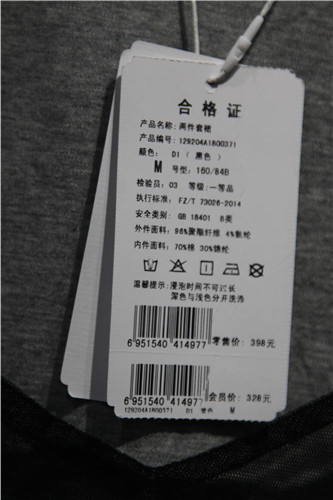 合格证
产品名称: 两件套裙
产品编号: 129204A1800371
颜色: D1 ( 黑色 )
M 号型: 160/84B
检验员: 03 等级: 一等品
执行标准: FZ/T 73026-2014
安全类别: GB 18401 B类
外件面料: 96%聚酯纤维 4%氨纶
内件面料: 70%棉 30%锦纶
温馨提示: 浸泡时间不可过长
深色与浅色分开洗涤
6 951540 414977 零售价: 398元
6 951540 414977 会员价: 328元
129204A1800371 D1 黑色 M